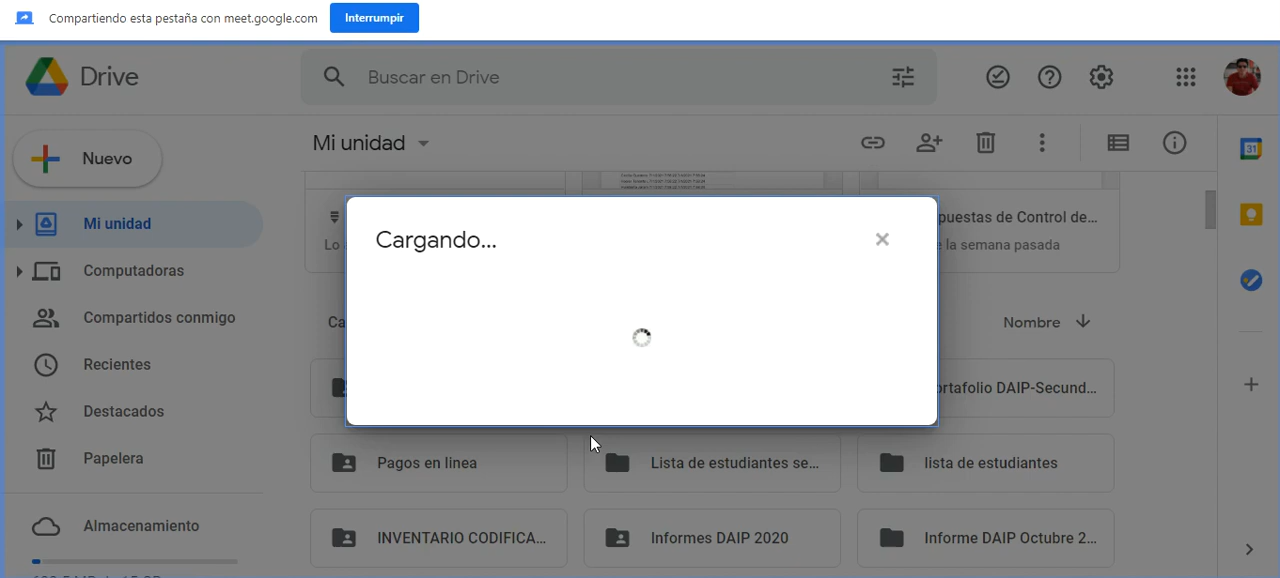 Compartiendo esta pestaña con meet.google.com
Interrumpir
Drive
Buscar en Drive
Nuevo
Mi unidad
31
Mi unidad
Computadoras
Compartidos conmigo
Recientes
Destacados
Papelera
Almacenamiento
Lo
puestas de Control de...
e la semana pasada
Cargando...
Ca
Nombre
rtafolio DAIP-Secund...
Pagos en linea
Lista de estudiantes se...
lista de estudiantes
INVENTARIO CODIFICA...
Informes DAIP 2020
Informe DAIP Octubre 2...